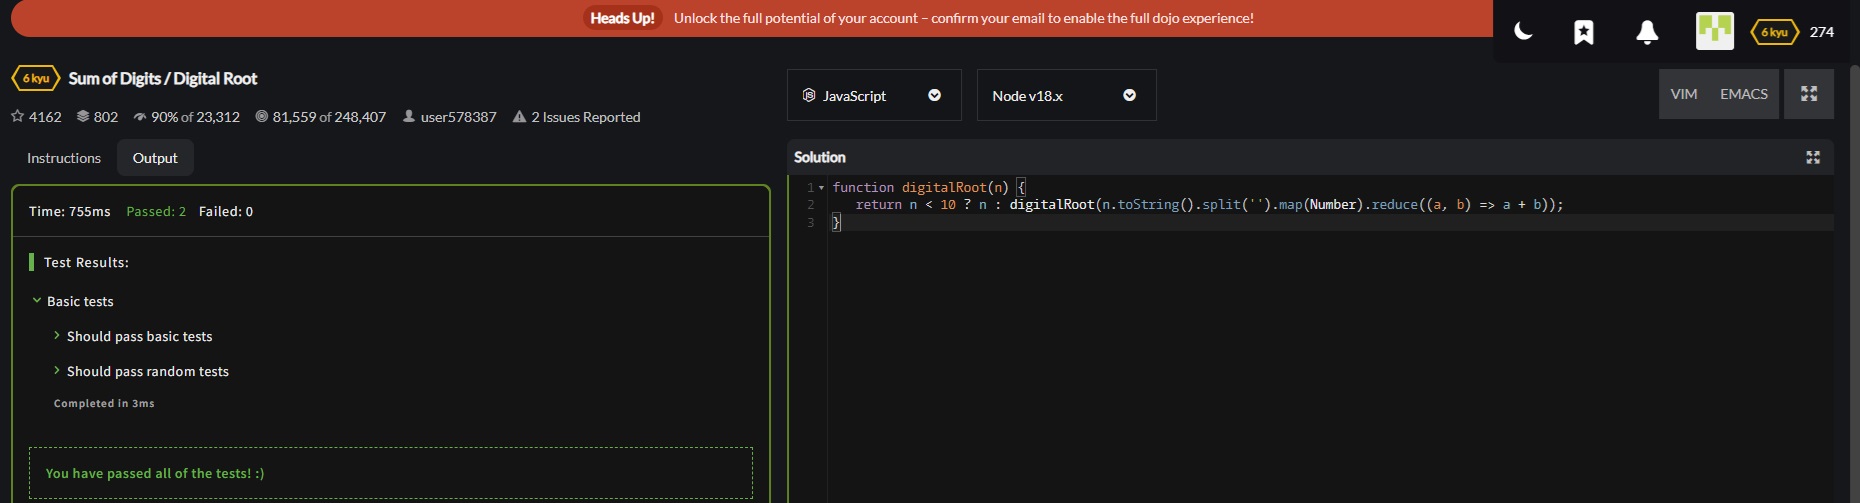 Heads Up! Unlock the full potential of your account – confirm your email to enable the full dojo experience!
6 kyu 274
6 kyu Sum of Digits / Digital Root
4162 802 90% of 23,312 81,559 of 248,407 user578387 2 Issues Reported
Instructions Output
Time: 755ms Passed: 2 Failed: 0
Test Results:
Basic tests
Should pass basic tests
Should pass random tests
Completed in 3ms
You have passed all of the tests! :)
JavaScript Node v18.x VIM EMACS
Solution
1 function digitalRoot(n) {
2 return n < 10 ? n : digitalRoot(n.toString().split('').map(Number).reduce((a, b) => a + b));
3 }